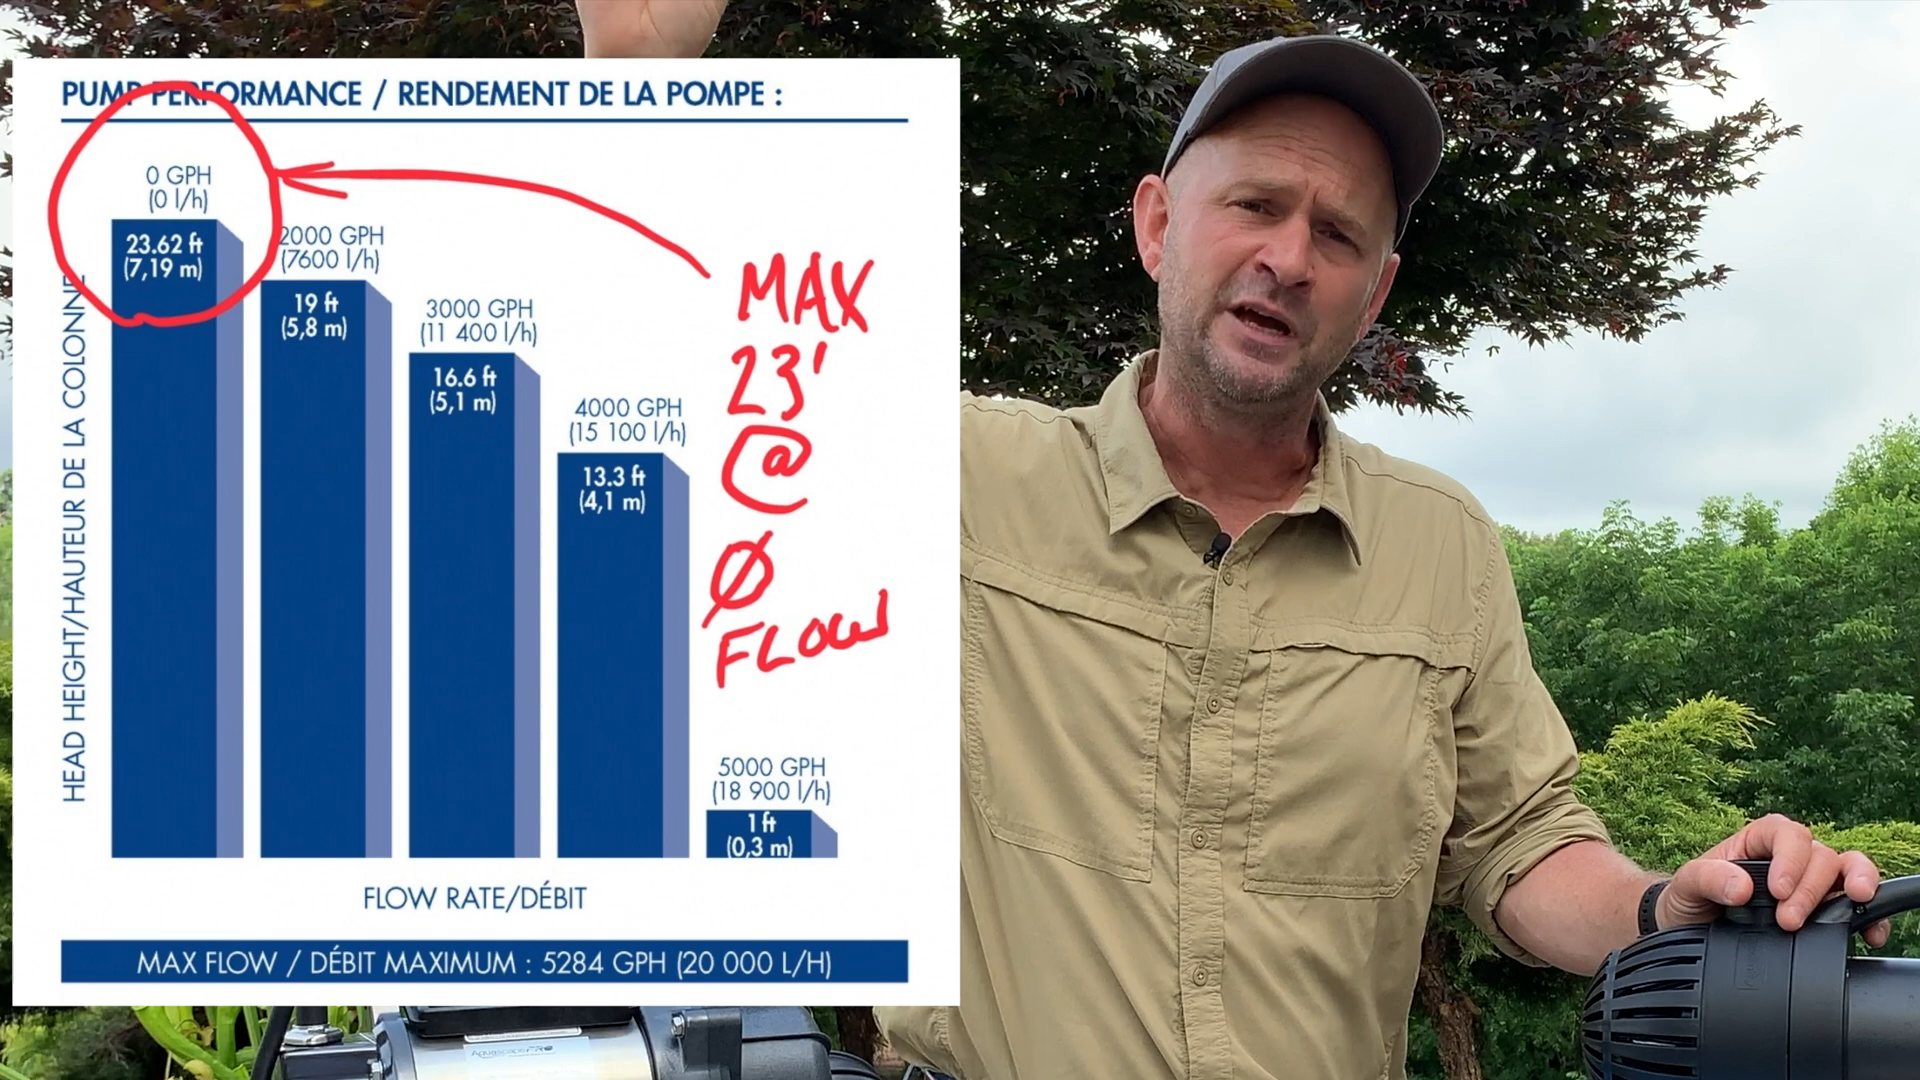 PUMP PERFORMANCE / RENDEMENT DE LA POMPE :
0 GPH
(0 l/h)
23.62 ft
(7,19 m)
2000 GPH
(7600 l/h)
19 ft
(5,8 m)
3000 GPH
(11 400 l/h)
16.6 ft
(5,1 m)
4000 GPH
(15 100 l/h)
13.3 ft
(4,1 m)
5000 GPH
(18 900 l/h)
1 ft
(0,3 m)
HEAD HEIGHT/HAUTEUR DE LA COLONNE
FLOW RATE/DÉBIT
MAX FLOW / DÉBIT MAXIMUM : 5284 GPH (20 000 L/H)
MAX
23'
@
Ø
FLOW
AquascapePRO